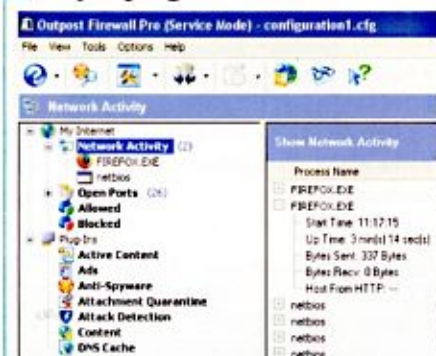 Outpost Firewall Pro (Service Mode) - configuration1.cfg
File View Tools Options Help
Network Activity
My Internet
Network Activity (2)
FIREFOX.EXE
netbios
Open Ports (26)
Allowed
Blocked
Plug-Ins
Active Content
Ads
Anti-Spyware
Attachment Quarantine
Attack Detection
Content
DNS Cache
Show Network Activity
Process Name
FIREFOX.EXE
FIREFOX.EXE
Start Time: 11:17:15
Up Time: 3 min(s) 14 sec(s)
Bytes Sent: 337 Bytes
Bytes Recv: 0 Bytes
Host From HTTP: --
netbios
netbios
netbios
netbios